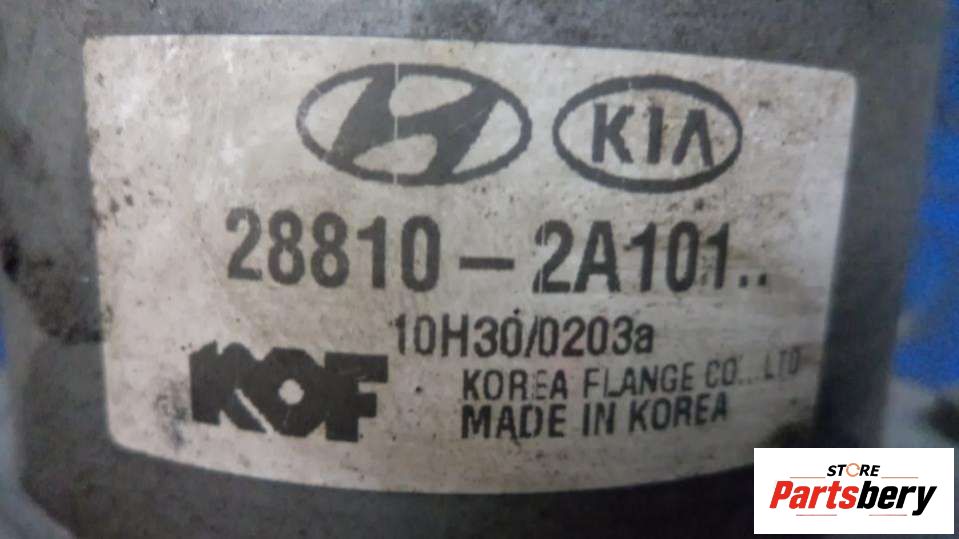 KIA
28810-2A101..
10H30/0203a
KOF
KOREA FLANGE CO., LTD
MADE IN KOREA
STORE
Partsbery